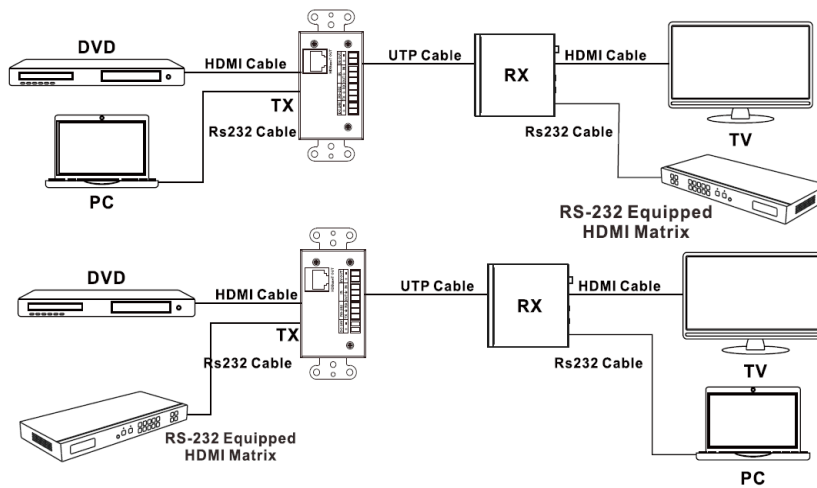 DVD
HDMI Cable
UTP Cable
HDMI Cable
RX
TX
Rs232 Cable
Rs232 Cable
TV
PC
RS-232 Equipped
HDMI Matrix
DVD
HDMI Cable
UTP Cable
HDMI Cable
RX
TX
Rs232 Cable
Rs232 Cable
TV
RS-232 Equipped
HDMI Matrix
PC